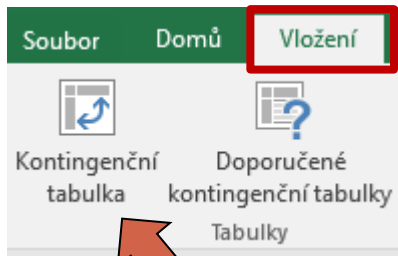 Soubor Domů Vložení
Kontingenční Doporučené
tabulka kontingenční tabulky
Tabulky